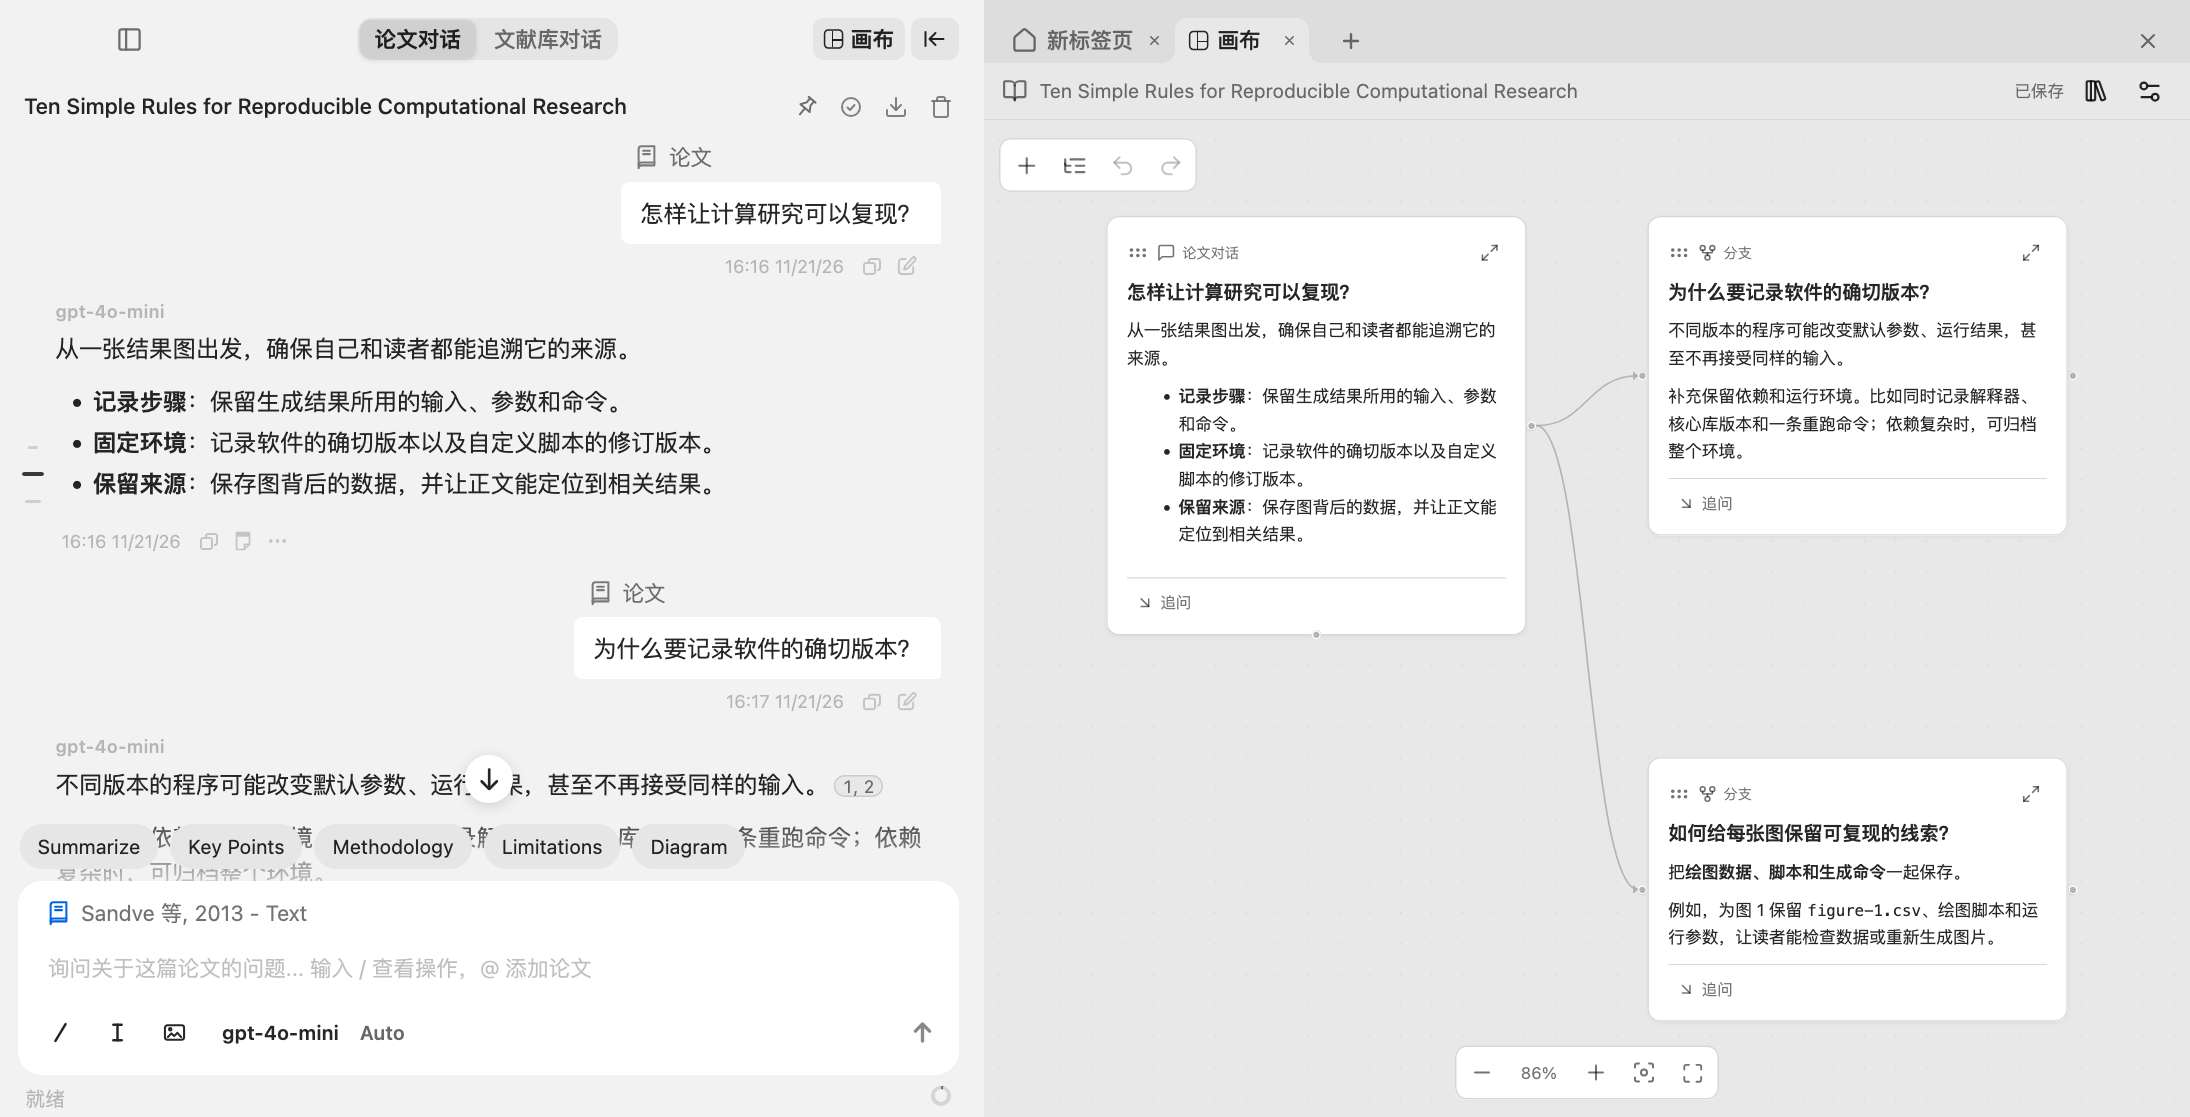 论文对话
文献库对话
画布
Ten Simple Rules for Reproducible Computational Research
论文
怎样让计算研究可以复现?
16:16 11/21/26
gpt-4o-mini
从一张结果图出发，确保自己和读者都能追溯它的来源。
• 记录步骤：保留生成结果所用的输入、参数和命令。
• 固定环境：记录软件的确切版本以及自定义脚本的修订版本。
• 保留来源：保存图背后的数据，并让正文能定位到相关结果。
16:16 11/21/26
论文
为什么要记录软件的确切版本?
16:17 11/21/26
gpt-4o-mini
不同版本的程序可能改变默认参数、运行 果，甚至不再接受同样的输入。 1, 2
条重跑命令；依赖
复杂时，可归档整个环境。
Summarize
Key Points
Methodology
Limitations
Diagram
Sandve 等, 2013 - Text
询问关于这篇论文的问题... 输入 / 查看操作，@ 添加论文
gpt-4o-mini Auto
就绪
新标签页
画布
Ten Simple Rules for Reproducible Computational Research
已保存
论文对话
怎样让计算研究可以复现?
从一张结果图出发，确保自己和读者都能追溯它的
来源。
• 记录步骤：保留生成结果所用的输入、参数
和命令。
• 固定环境：记录软件的确切版本以及自定义
脚本的修订版本。
• 保留来源：保存图背后的数据，并让正文能
定位到相关结果。
追问
分支
为什么要记录软件的确切版本?
不同版本的程序可能改变默认参数、运行结果，甚
至不再接受同样的输入。
补充保留依赖和运行环境。比如同时记录解释器、
核心库版本和一条重跑命令；依赖复杂时，可归档
整个环境。
追问
分支
如何给每张图保留可复现的线索?
把绘图数据、脚本和生成命令一起保存。
例如，为图 1 保留 figure-1.csv、绘图脚本和运
行参数，让读者能检查数据或重新生成图片。
追问
86%